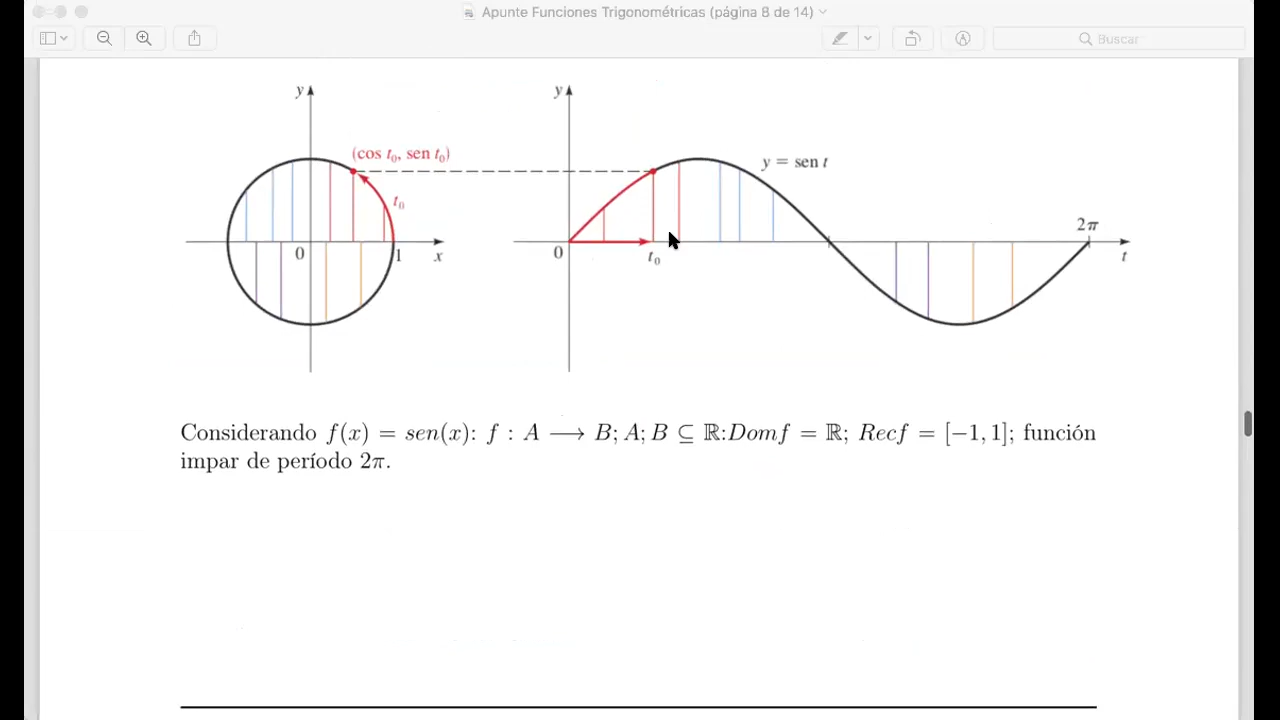 Apunte Funciones Trigonométricas (página 8 de 14)
Buscar
y
y
(cos t₀, sen t₀)
y = sen t
t₀
2π
0
1
x
0
t₀
t
Considerando f(x) = sen(x): f : A ⟶ B; A; B ⊆ ℝ:Domf = ℝ; Recf = [−1, 1]; función
impar de período 2π.